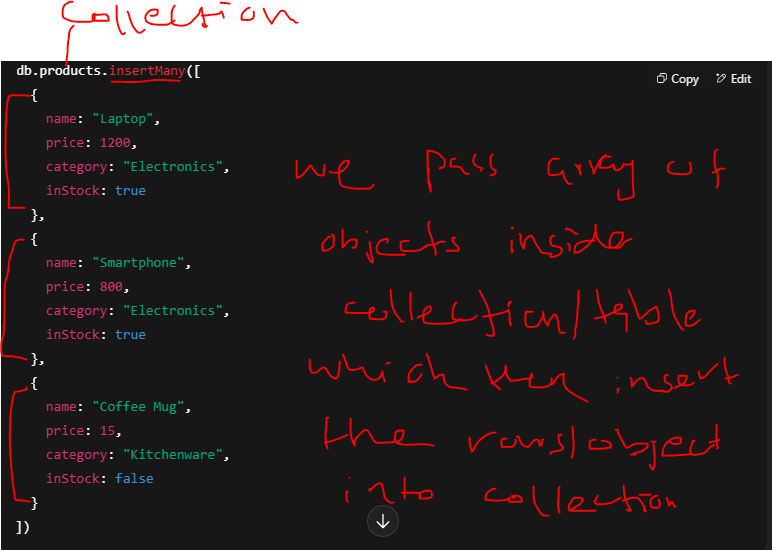 collection
db.products.insertMany([
Copy Edit
{
name: "Laptop",
price: 1200,
category: "Electronics",
inStock: true
},
{
name: "Smartphone",
price: 800,
category: "Electronics",
inStock: true
},
{
name: "Coffee Mug",
price: 15,
category: "Kitchenware",
inStock: false
}
])
we pass array of
objects inside
collection/table
which then insert
the rows/object
into collection